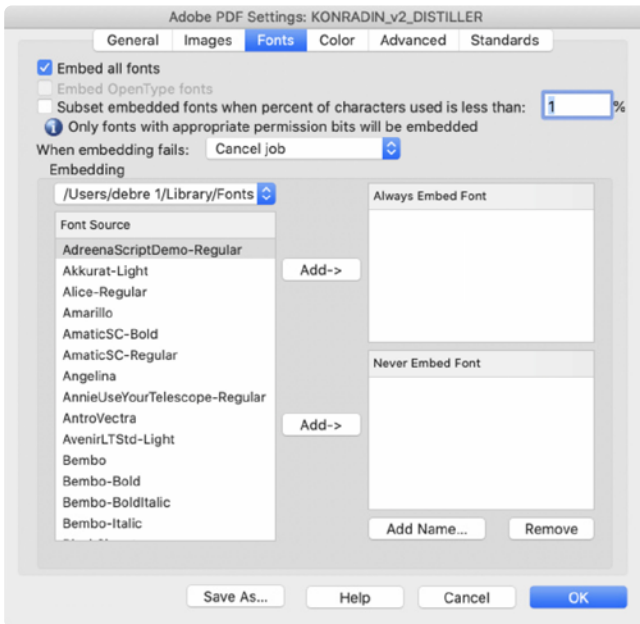 Adobe PDF Settings: KONRADIN_v2_DISTILLER
General Images Fonts Color Advanced Standards
Embed all fonts
Embed OpenType fonts
Subset embedded fonts when percent of characters used is less than: 1 %
Only fonts with appropriate permission bits will be embedded
When embedding fails: Cancel job
Embedding
/Users/debre 1/Library/Fonts
Font Source
AdreenaScriptDemo-Regular
Akkurat-Light
Alice-Regular
Amarillo
AmaticSC-Bold
AmaticSC-Regular
Angelina
AnnieUseYourTelescope-Regular
AntroVectra
AvenirLTStd-Light
Bembo
Bembo-Bold
Bembo-BoldItalic
Bembo-Italic
Add->
Add->
Always Embed Font
Never Embed Font
Add Name... Remove
Save As... Help Cancel OK